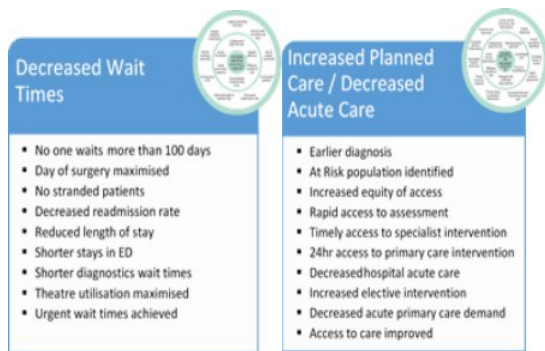 Decreased Wait
Times
▪ No one waits more than 100 days
▪ Day of surgery maximised
▪ No stranded patients
▪ Decreased readmission rate
▪ Reduced length of stay
▪ Shorter stays in ED
▪ Shorter diagnostics wait times
▪ Theatre utilisation maximised
▪ Urgent wait times achieved
Increased Planned
Care / Decreased
Acute Care
▪ Earlier diagnosis
▪ At Risk population identified
▪ Increased equity of access
▪ Rapid access to assessment
▪ Timely access to specialist intervention
▪ 24hr access to primary care intervention
▪ Decreased hospital acute care
▪ Increased elective intervention
▪ Decreased acute primary care demand
▪ Access to care improved